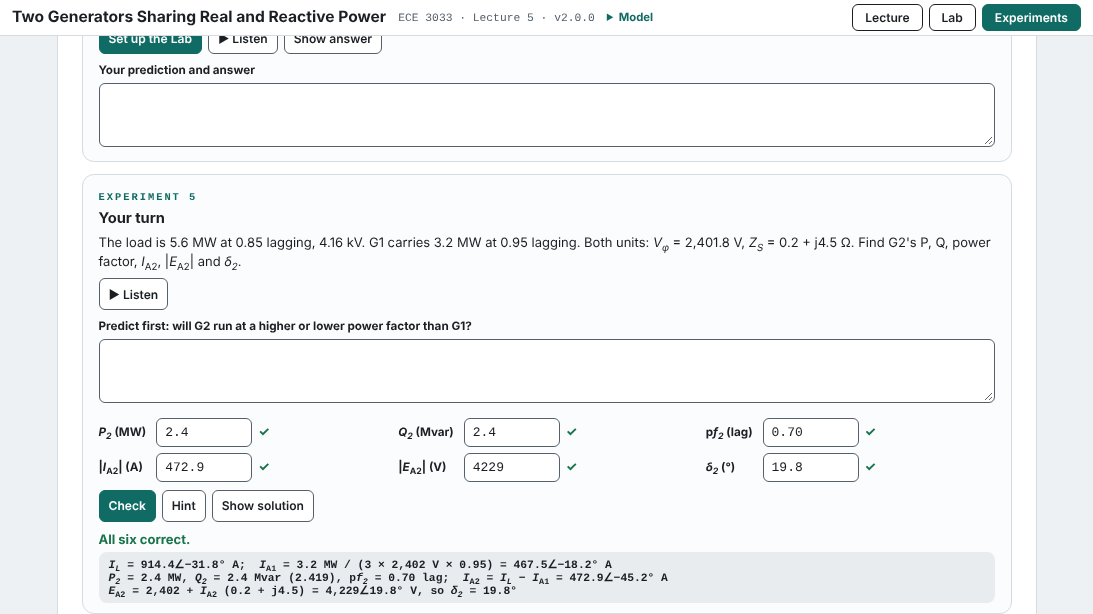 Two Generators Sharing Real and Reactive Power ECE 3033 · Lecture 5 · v2.0.0 ▶ Model Lecture Lab Experiments
Set up the Lab ▶ Listen Show answer
Your prediction and answer
EXPERIMENT 5
Your turn
The load is 5.6 MW at 0.85 lagging, 4.16 kV. G1 carries 3.2 MW at 0.95 lagging. Both units: Vφ = 2,401.8 V, ZS = 0.2 + j4.5 Ω. Find G2's P, Q, power
factor, IA2, |EA2| and δ2.
▶ Listen
Predict first: will G2 run at a higher or lower power factor than G1?
P2 (MW) 2.4 ✓ Q2 (Mvar) 2.4 ✓ pf2 (lag) 0.70 ✓
|IA2| (A) 472.9 ✓ |EA2| (V) 4229 ✓ δ2 (°) 19.8 ✓
Check Hint Show solution
All six correct.
IL = 914.4∠−31.8° A; IA1 = 3.2 MW / (3 × 2,402 V × 0.95) = 467.5∠−18.2° A
P2 = 2.4 MW, Q2 = 2.4 Mvar (2.419), pf2 = 0.70 lag; IA2 = IL − IA1 = 472.9∠−45.2° A
EA2 = 2,402 + IA2 (0.2 + j4.5) = 4,229∠19.8° V, so δ2 = 19.8°